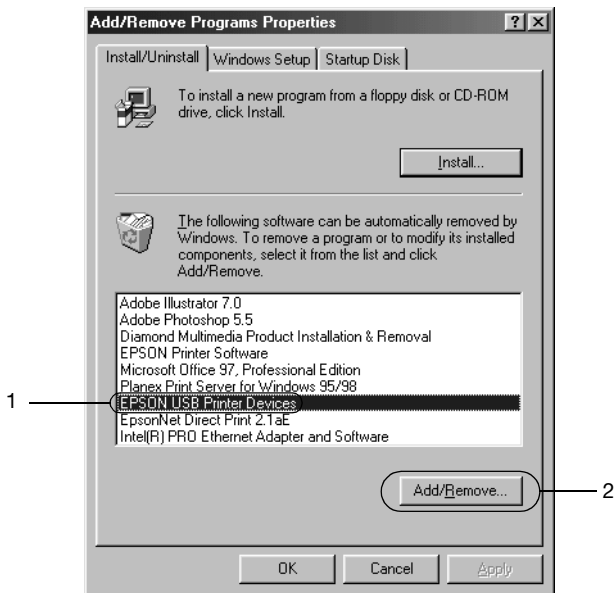 Add/Remove Programs Properties
Install/Uninstall Windows Setup Startup Disk
To install a new program from a floppy disk or CD-ROM
drive, click Install.
Install...
The following software can be automatically removed by
Windows. To remove a program or to modify its installed
components, select it from the list and click
Add/Remove.
Adobe Illustrator 7.0
Adobe Photoshop 5.5
Diamond Multimedia Product Installation & Removal
EPSON Printer Software
Microsoft Office 97, Professional Edition
Planex Print Server for Windows 95/98
1 EPSON USB Printer Devices
EpsonNet Direct Print 2.1aE
Intel(R) PRO Ethernet Adapter and Software
Add/Remove... 2
OK Cancel Apply